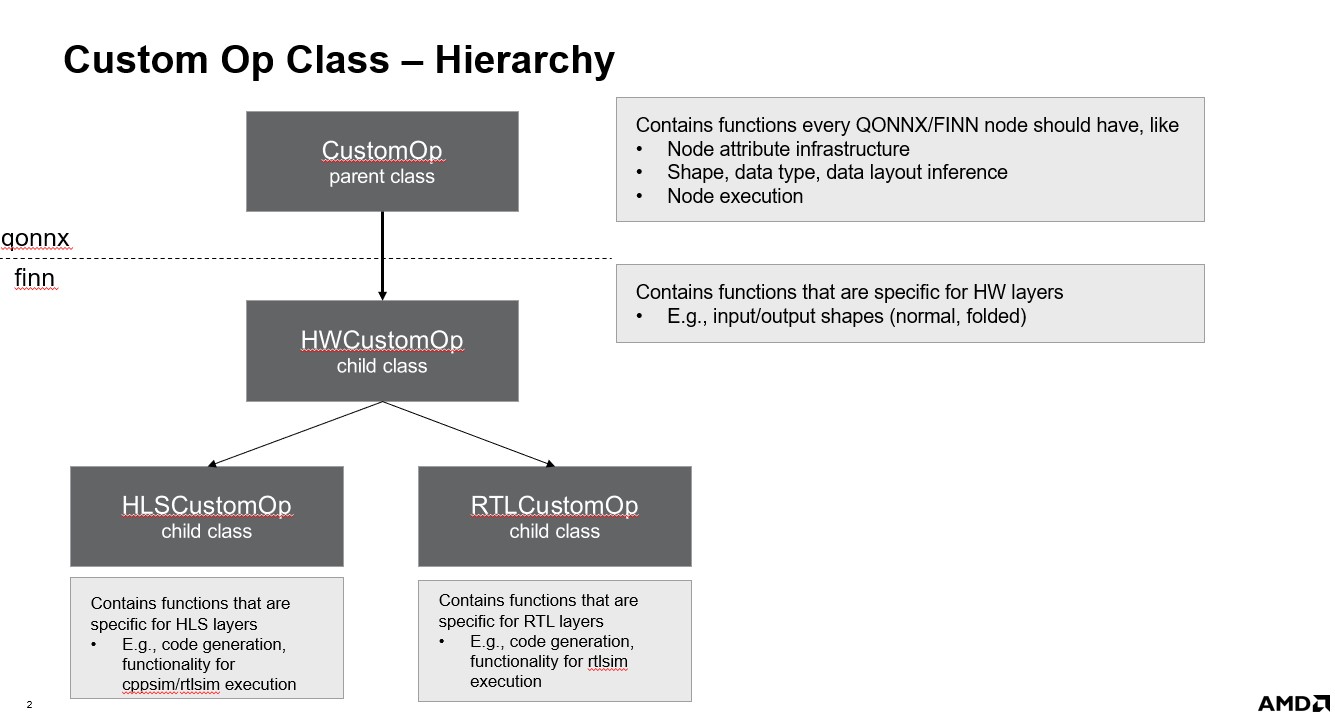 Custom Op Class – Hierarchy
CustomOp
parent class
Contains functions every QONNX/FINN node should have, like
• Node attribute infrastructure
• Shape, data type, data layout inference
• Node execution
qonnx
finn
Contains functions that are specific for HW layers
• E.g., input/output shapes (normal, folded)
HWCustomOp
child class
HLSCustomOp
child class
RTLCustomOp
child class
Contains functions that are
specific for HLS layers
• E.g., code generation,
functionality for
cppsim/rtlsim execution
Contains functions that are
specific for RTL layers
• E.g., code generation,
functionality for rtlsim
execution
2
AMD